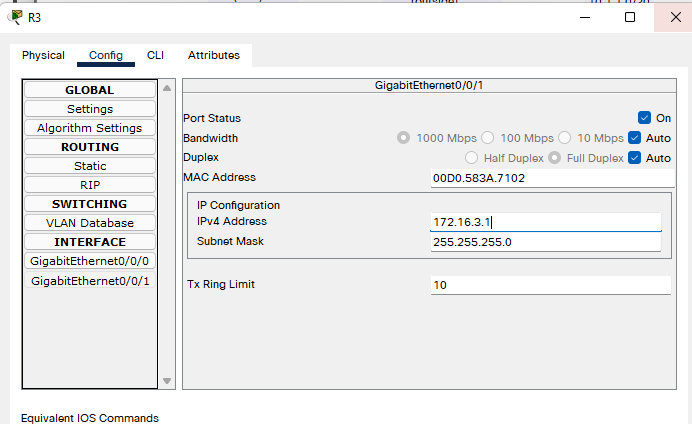 R3
Physical Config CLI Attributes
GLOBAL
Settings
Algorithm Settings
ROUTING
Static
RIP
SWITCHING
VLAN Database
INTERFACE
GigabitEthernet0/0/0
GigabitEthernet0/0/1
GigabitEthernet0/0/1
Port Status On
Bandwidth 1000 Mbps 100 Mbps 10 Mbps Auto
Duplex Half Duplex Full Duplex Auto
MAC Address 00D0.583A.7102
IP Configuration
IPv4 Address 172.16.3.1
Subnet Mask 255.255.255.0
Tx Ring Limit 10
Equivalent IOS Commands